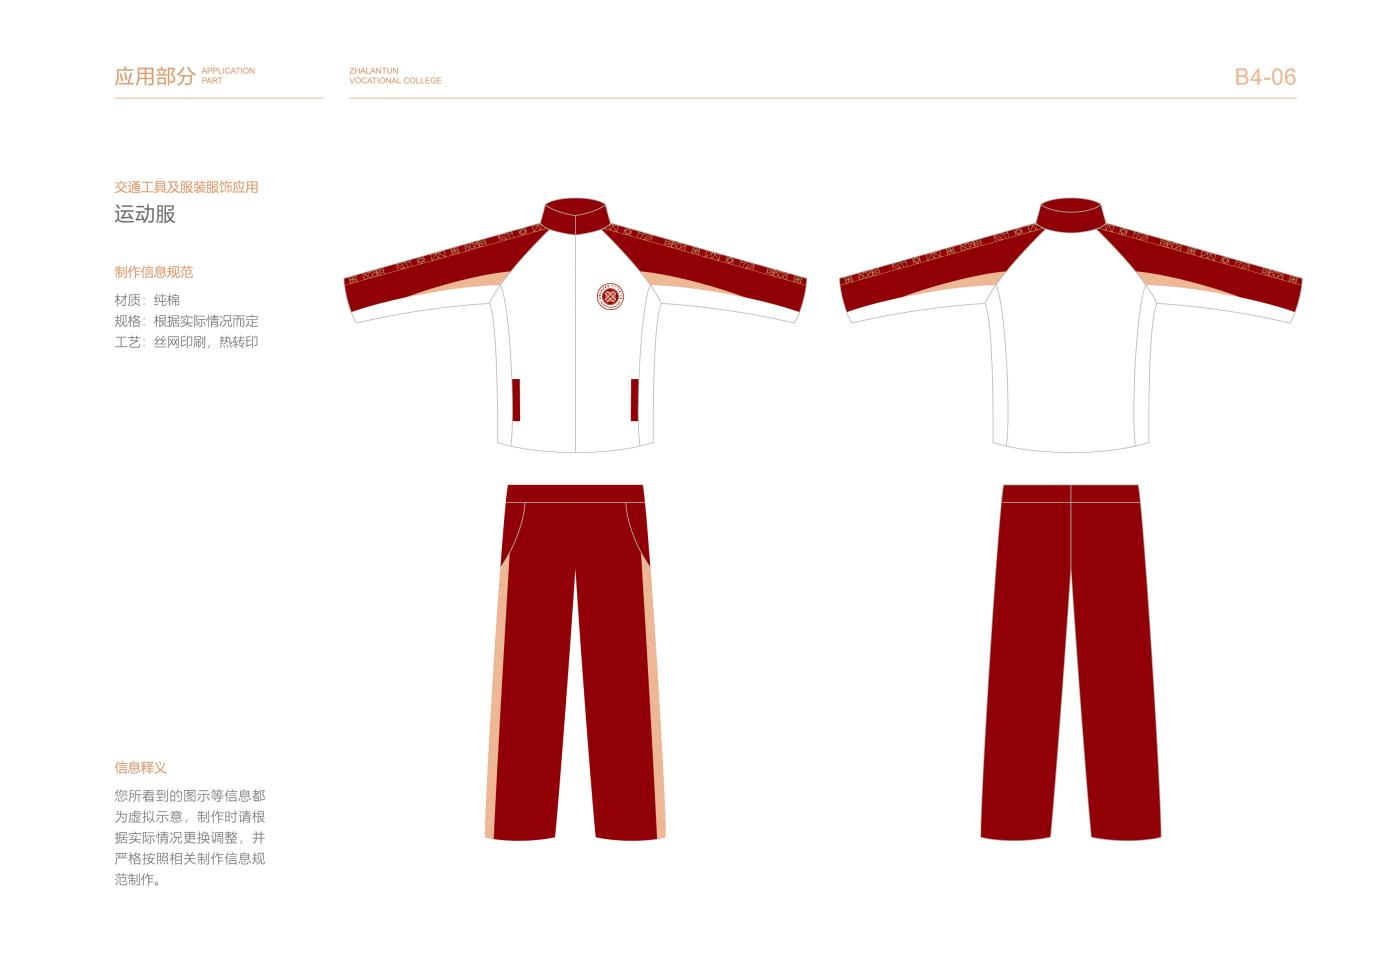 应用部分
APPLICATION
PART
ZHALANTUN
VOCATIONAL COLLEGE
B4-06
交通工具及服装服饰应用
运动服
制作信息规范
材质：纯棉
规格：根据实际情况而定
工艺：丝网印刷，热转印
信息释义
您所看到的图示等信息都
为虚拟示意，制作时请根
据实际情况更换调整，并
严格按照相关制作信息规
范制作。